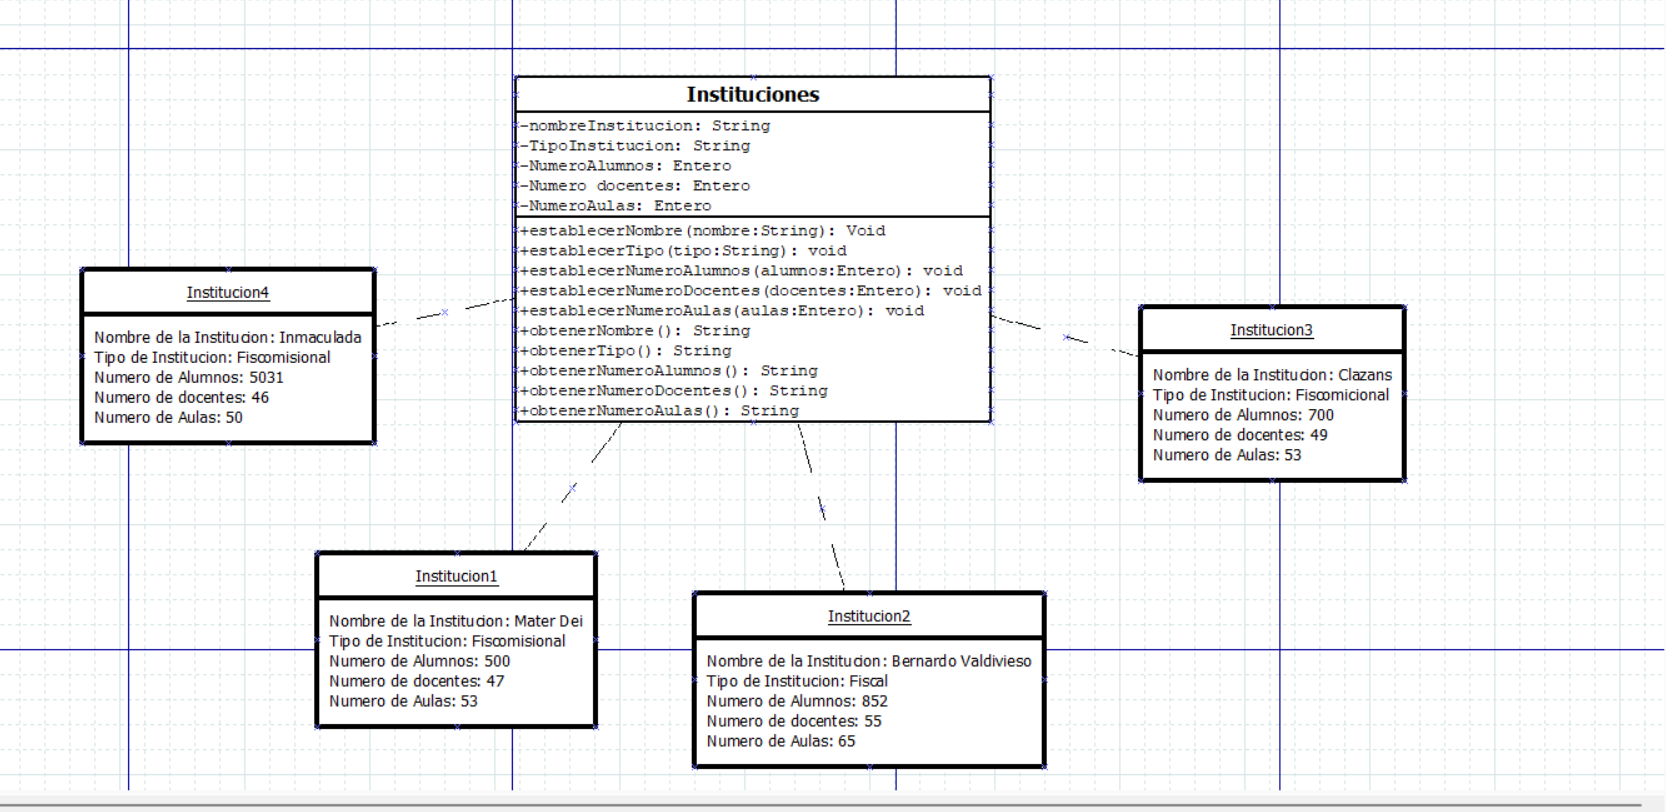 Instituciones
-nombreInstitucion: String
-TipoInstitucion: String
-NumeroAlumnos: Entero
-Numero docentes: Entero
-NumeroAulas: Entero
+establecerNombre(nombre:String): Void
+establecerTipo(tipo:String): void
+establecerNumeroAlumnos(alumnos:Entero): void
+establecerNumeroDocentes(docentes:Entero): void
+establecerNumeroAulas(aulas:Entero): void
+obtenerNombre(): String
+obtenerTipo(): String
+obtenerNumeroAlumnos(): String
+obtenerNumeroDocentes(): String
+obtenerNumeroAulas(): String
Institucion4
Nombre de la Institucion: Inmaculada
Tipo de Institucion: Fiscomisional
Numero de Alumnos: 5031
Numero de docentes: 46
Numero de Aulas: 50
Institucion3
Nombre de la Institucion: Clazans
Tipo de Institucion: Fiscomicional
Numero de Alumnos: 700
Numero de docentes: 49
Numero de Aulas: 53
Institucion1
Nombre de la Institucion: Mater Dei
Tipo de Institucion: Fiscomisional
Numero de Alumnos: 500
Numero de docentes: 47
Numero de Aulas: 53
Institucion2
Nombre de la Institucion: Bernardo Valdivieso
Tipo de Institucion: Fiscal
Numero de Alumnos: 852
Numero de docentes: 55
Numero de Aulas: 65